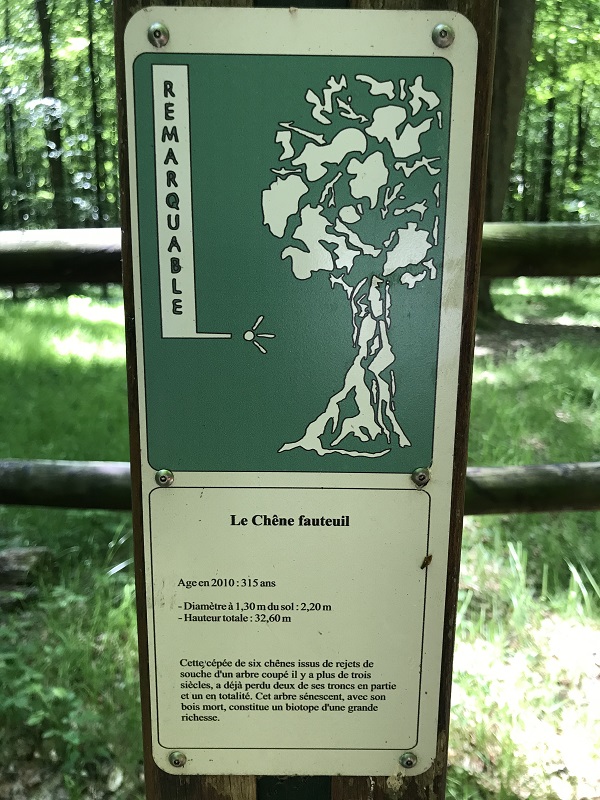 REMARQUABLE
Le Chêne fauteuil
Age en 2010 : 315 ans
- Diamètre à 1,30 m du sol : 2,20 m
- Hauteur totale : 32,60 m
Cette cépée de six chênes issus de rejets de
souche d'un arbre coupé il y a plus de trois
siècles, a déjà perdu deux de ses troncs en partie
et un en totalité. Cet arbre sénescent, avec son
bois mort, constitue un biotope d'une grande
richesse.